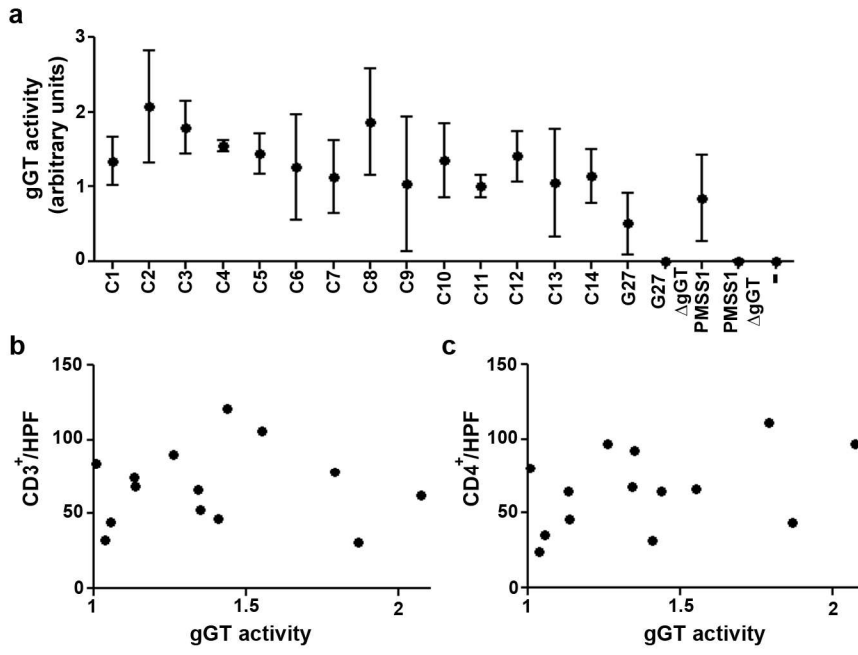 a
gGT activity
(arbitrary units)
3
2
1
0
C1
C2
C3
C4
C5
C6
C7
C8
C9
C10
C11
C12
C13
C14
G27
G27
ΔgGT
PMSS1
PMSS1
ΔgGT
-
b
CD3+/HPF
150
100
50
0
1
1.5
2
gGT activity
c
CD4+/HPF
150
100
50
0
1
1.5
2
gGT activity